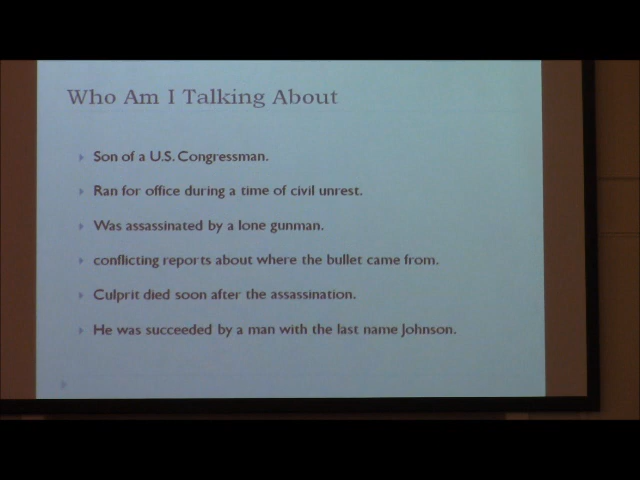 Who Am I Talking About
Son of a U.S. Congressman.
Ran for office during a time of civil unrest.
Was assassinated by a lone gunman.
conflicting reports about where the bullet came from.
Culprit died soon after the assassination.
He was succeeded by a man with the last name Johnson.